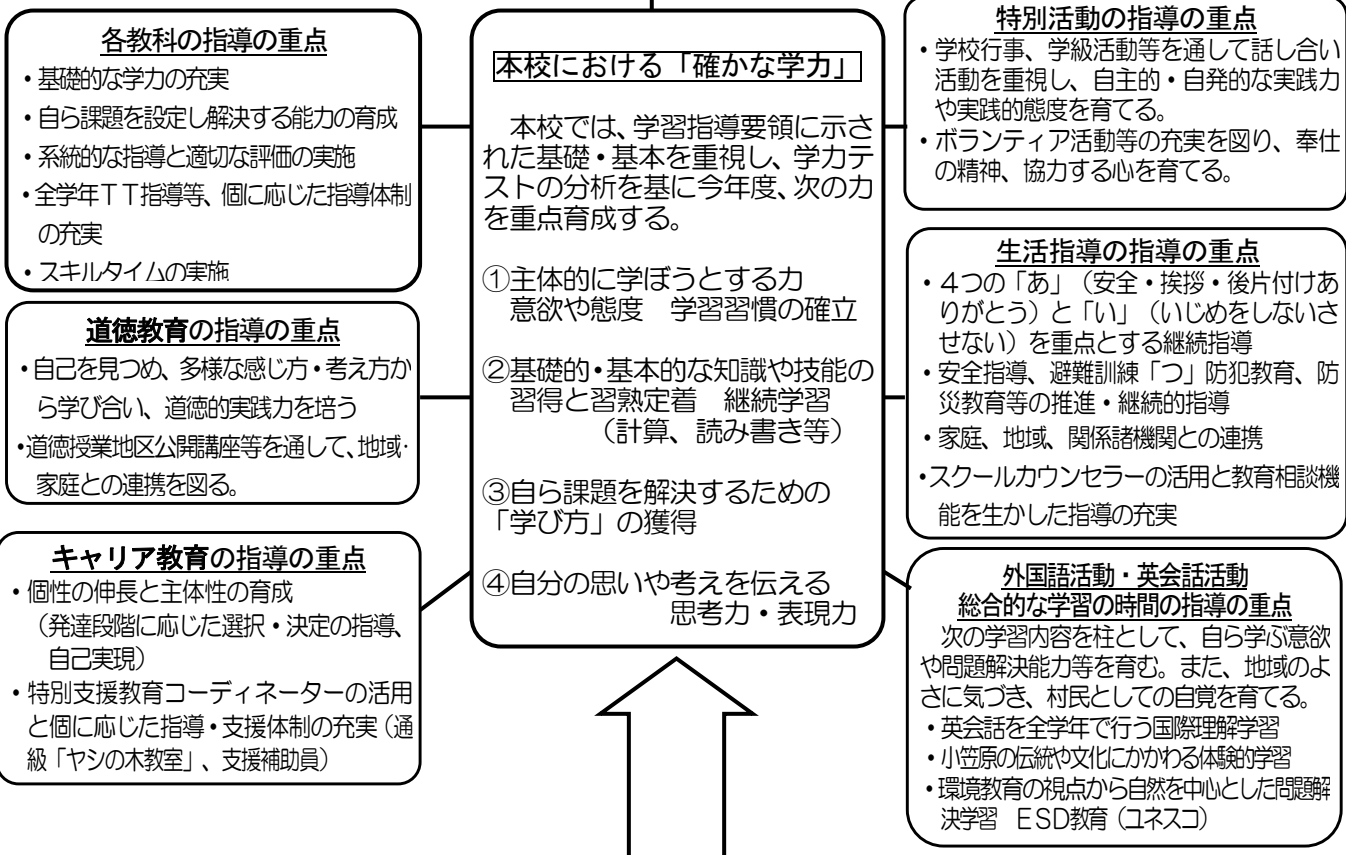 各教科の指導の重点
・基礎的な学力の充実
・自ら課題を設定し解決する能力の育成
・系統的な指導と適切な評価の実施
・全学年ＴＴ指導等、個に応じた指導体制
の充実
・スキルタイムの実施
道徳教育の指導の重点
・自己を見つめ、多様な感じ方・考え方か
ら学び合い、道徳的実践力を培う
・道徳授業地区公開講座等を通して、地域・
家庭との連携を図る。
キャリア教育の指導の重点
・個性の伸長と主体性の育成
（発達段階に応じた選択・決定の指導、
自己実現）
・特別支援教育コーディネーターの活用
と個に応じた指導・支援体制の充実（通
級「ヤシの木教室」、支援補助員）
本校における「確かな学力」
本校では、学習指導要領に示さ
れた基礎・基本を重視し、学力テ
ストの分析を基に今年度、次の力
を重点育成する。
①主体的に学ぼうとする力
意欲や態度　学習習慣の確立
②基礎的・基本的な知識や技能の
習得と習熟定着　継続学習
（計算、読み書き等）
③自ら課題を解決するための
「学び方」の獲得
④自分の思いや考えを伝える
思考力・表現力
特別活動の指導の重点
・学校行事、学級活動等を通して話し合い
活動を重視し、自主的・自発的な実践力
や実践的態度を育てる。
・ボランティア活動等の充実を図り、奉仕
の精神、協力する心を育てる。
生活指導の指導の重点
・４つの「あ」（安全・挨拶・後片付けあ
りがとう）と「い」（いじめをしないさ
せない）を重点とする継続指導
・安全指導、避難訓練「つ」防犯教育、防
災教育等の推進・継続的指導
・家庭、地域、関係諸機関との連携
・スクールカウンセラーの活用と教育相談機
能を生かした指導の充実
外国語活動・英会話活動
総合的な学習の時間の指導の重点
次の学習内容を柱として、自ら学ぶ意欲
や問題解決能力等を育む。また、地域のよ
さに気づき、村民としての自覚を育てる。
・英会話を全学年で行う国際理解学習
・小笠原の伝統や文化にかかわる体験的学習
・環境教育の視点から自然を中心とした問題解
決学習　ＥＳＤ教育（ユネスコ）